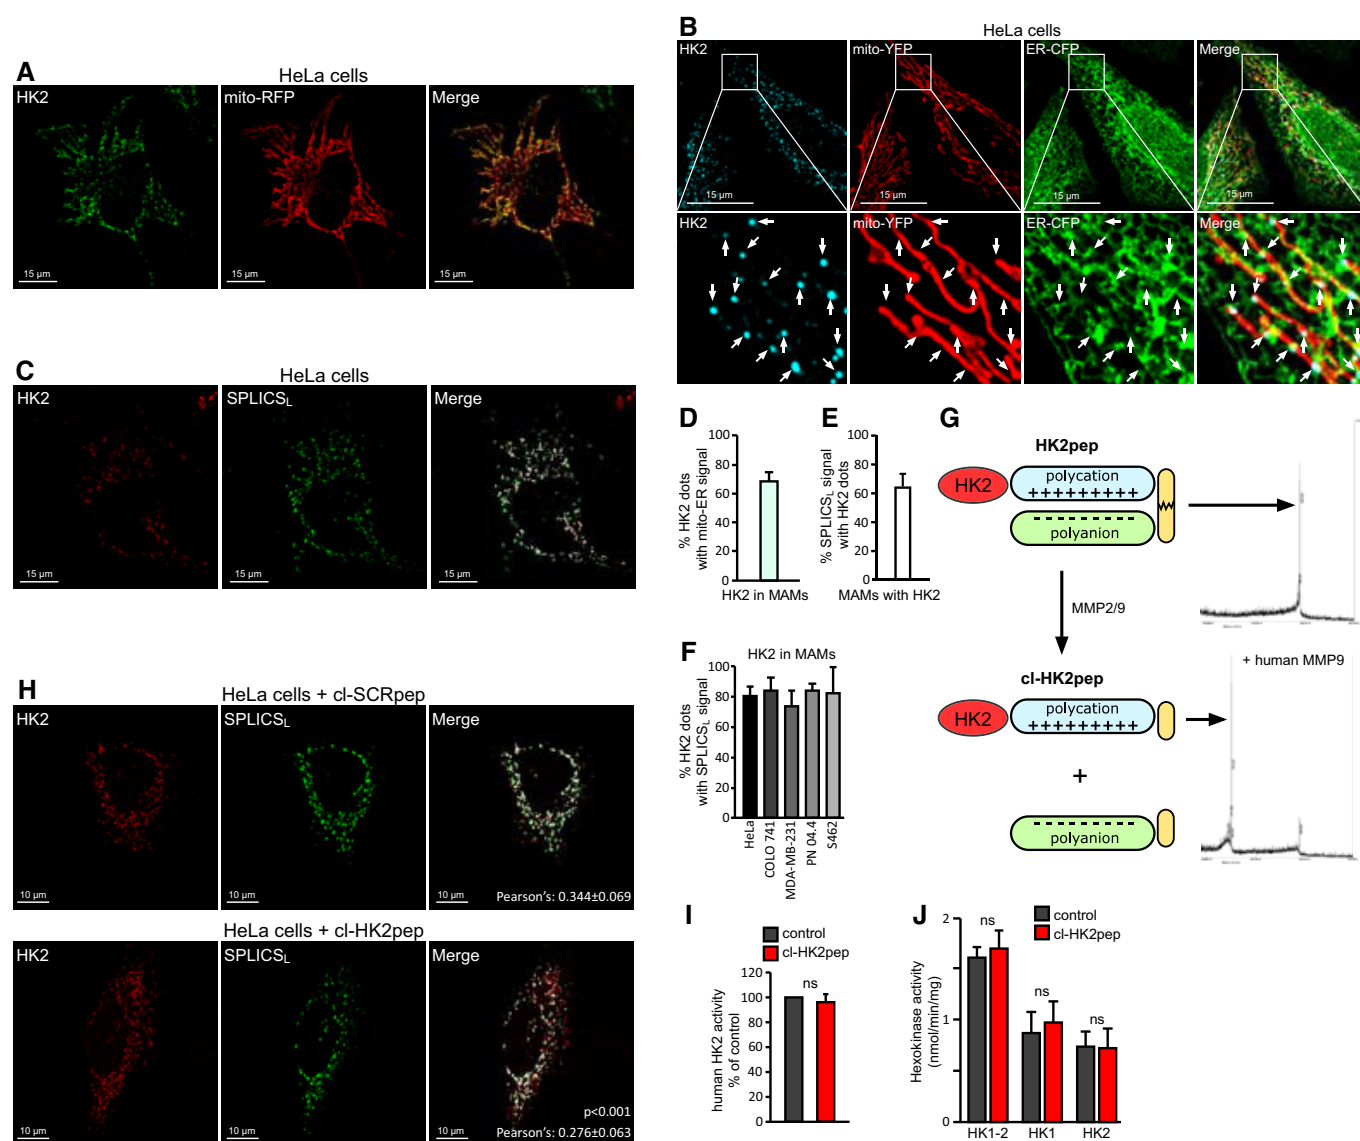 A
HeLa cells
HK2
mito-RFP
Merge
15 µm
15 µm
15 µm
B
HeLa cells
HK2
mito-YFP
ER-CFP
Merge
15 µm
15 µm
15 µm
15 µm
HK2
mito-YFP
ER-CFP
Merge
C
HeLa cells
HK2
SPLICSL
Merge
15 µm
15 µm
15 µm
D
% HK2 dots
with mito-ER signal
100
80
60
40
20
0
HK2 in MAMs
E
% SPLICSL signal
with HK2 dots
100
80
60
40
20
0
MAMs with HK2
F
HK2 in MAMs
% HK2 dots
with SPLICSL signal
100
80
60
40
20
0
HeLa
COLO 741
MDA-MB-231
PN 04.4
S462
G
HK2pep
HK2
polycation
+++++++++
--------
polyanion
MMP2/9
cl-HK2pep
+ human MMP9
HK2
polycation
+++++++++
+
--------
polyanion
H
HeLa cells + cl-SCRpep
HK2
SPLICSL
Merge
10 µm
10 µm
10 µm
Pearson's: 0.344±0.069
HeLa cells + cl-HK2pep
HK2
SPLICSL
Merge
10 µm
10 µm
10 µm
p<0.001
Pearson's: 0.276±0.063
I
control
cl-HK2pep
human HK2 activity
% of control
120
100
80
60
40
20
0
ns
J
control
cl-HK2pep
Hexokinase activity
(nmol/min/mg)
2
1
0
ns
ns
ns
HK1-2
HK1
HK2